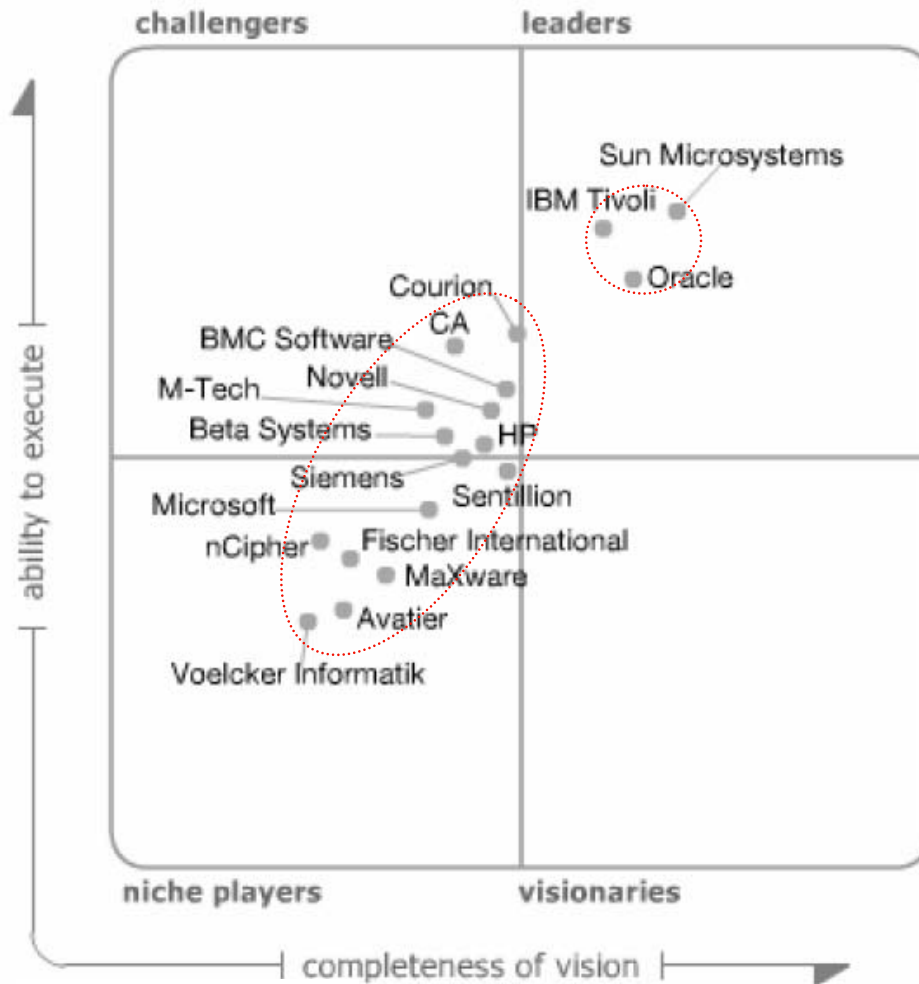 challengers
leaders
Sun Microsystems
IBM Tivoli
Oracle
Courion
CA
BMC Software
Novell
M-Tech
Beta Systems
HP
Siemens
Sentillion
Microsoft
nCipher
Fischer International
MaXware
Avatier
Voelcker Informatik
niche players
visionaries
ability to execute
completeness of vision